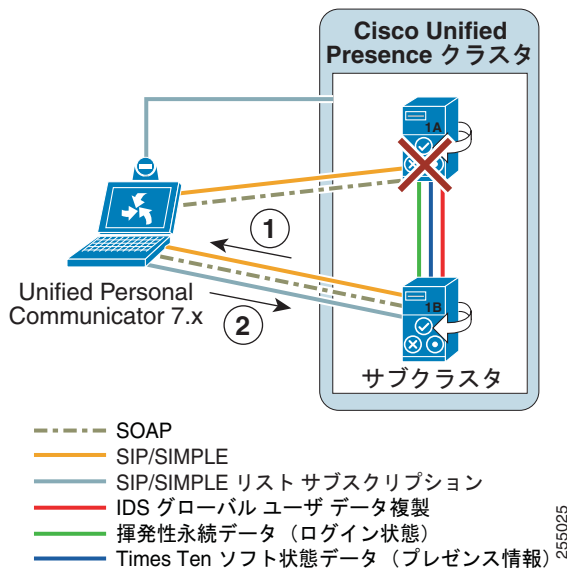 Cisco Unified
Presence クラスタ
1A
1
Unified Personal
Communicator 7.x
2
1B
サブクラスタ
SOAP
SIP/SIMPLE
SIP/SIMPLE リスト サブスクリプション
IDS グローバル ユーザ データ複製
揮発性永続データ（ログイン状態）
Times Ten ソフト状態データ（プレゼンス情報）
255025